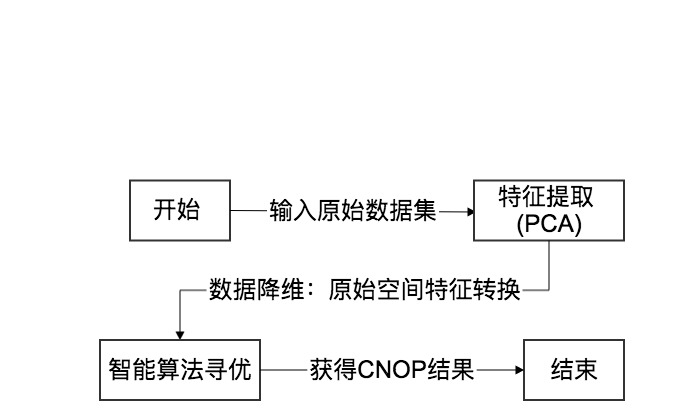 开始
输入原始数据集
特征提取
(PCA)
数据降维：原始空间特征转换
智能算法寻优
获得CNOP结果
结束